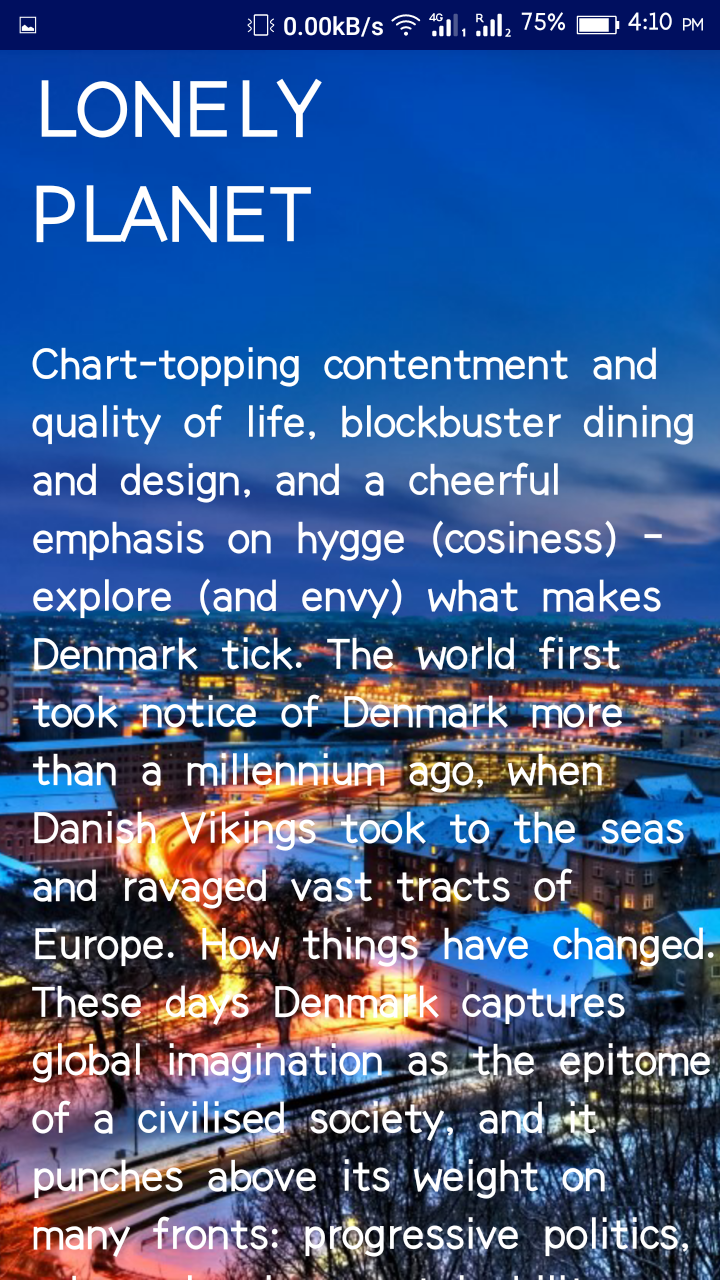 0.00kB/s 4G 1 R 2 75% 4:10 PM
LONELY
PLANET
Chart-topping contentment and
quality of life, blockbuster dining
and design, and a cheerful
emphasis on hygge (cosiness) -
explore (and envy) what makes
Denmark tick. The world first
took notice of Denmark more
than a millennium ago, when
Danish Vikings took to the seas
and ravaged vast tracts of
Europe. How things have changed.
These days Denmark captures
global imagination as the epitome
of a civilised society, and it
punches above its weight on
many fronts: progressive politics,